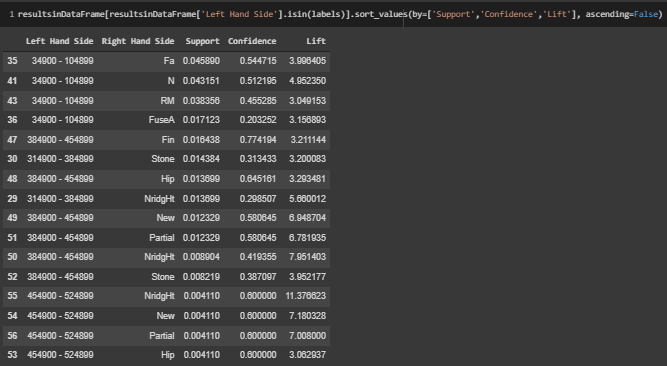 1 resultsinDataFrame[resultsinDataFrame['Left Hand Side'].isin(labels)].sort_values(by=['Support','Confidence','Lift'], ascending=False)
Left Hand Side Right Hand Side Support Confidence Lift
35 34900 - 104899 Fa 0.045890 0.544715 3.996405
41 34900 - 104899 N 0.043151 0.512195 4.952350
43 34900 - 104899 RM 0.038356 0.455285 3.049153
36 34900 - 104899 FuseA 0.017123 0.203252 3.156893
47 384900 - 454899 Fin 0.016438 0.774194 3.211144
30 314900 - 384899 Stone 0.014384 0.313433 3.200083
48 384900 - 454899 Hip 0.013699 0.645161 3.293481
29 314900 - 384899 NridgHt 0.013699 0.298507 5.660012
49 384900 - 454899 New 0.012329 0.580645 6.948704
51 384900 - 454899 Partial 0.012329 0.580645 6.781935
50 384900 - 454899 NridgHt 0.008904 0.419355 7.951403
52 384900 - 454899 Stone 0.008219 0.387097 3.952177
55 454900 - 524899 NridgHt 0.004110 0.600000 11.376623
54 454900 - 524899 New 0.004110 0.600000 7.180328
56 454900 - 524899 Partial 0.004110 0.600000 7.008000
53 454900 - 524899 Hip 0.004110 0.600000 3.062937